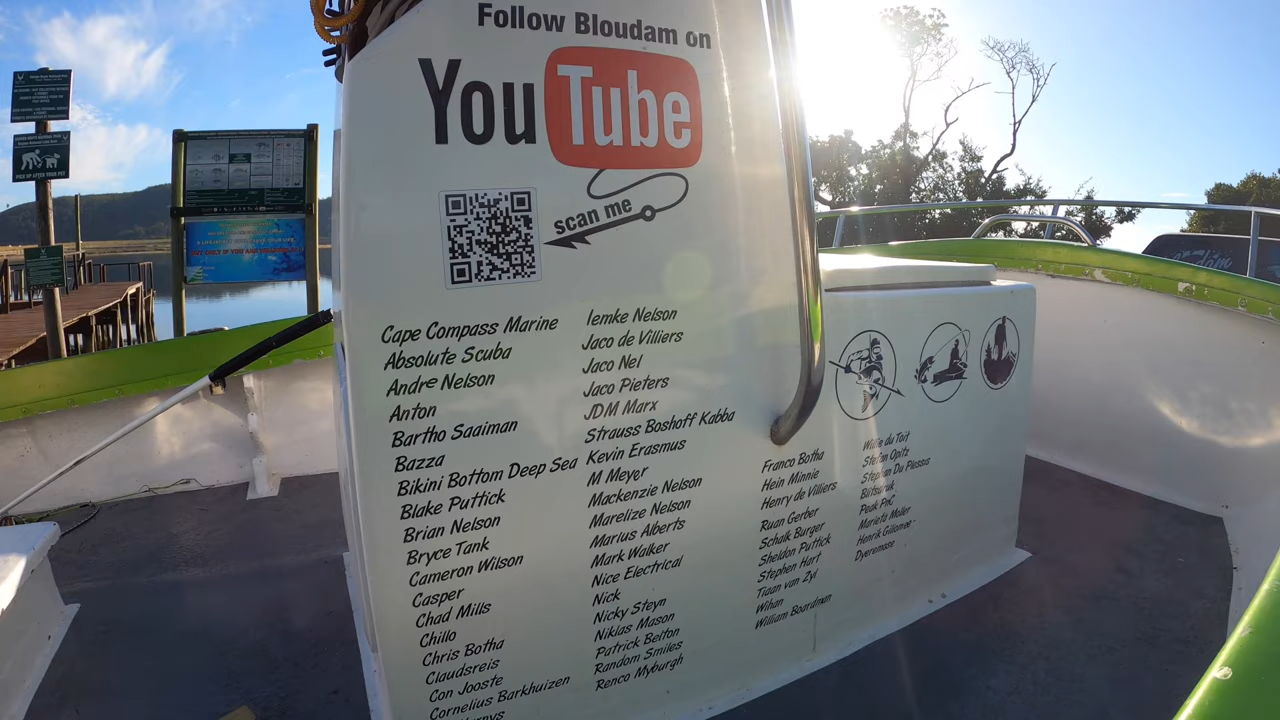 Follow Bloudam on
YouTube
scan me
Cape Compass Marine
Absolute Scuba
Andre Nelson
Anton
Bartho Saaiman
Bazza
Bikini Bottom Deep Sea
Blake Puttick
Brian Nelson
Bryce Tank
Cameron Wilson
Casper
Chad Mills
Chillo
Chris Botha
Claudsreis
Con Jooste
Cornelius Barkhuizen
Iemke Nelson
Jaco de Villiers
Jaco Nel
Jaco Pieters
JDM Marx
Strauss Boshoff Kabba
Kevin Erasmus
M Meyer
Mackenzie Nelson
Marelize Nelson
Marius Alberts
Mark Walker
Nice Electrical
Nick
Nicky Steyn
Niklas Mason
Patrick Belton
Random Smiles
Renco Myburgh
Franco Botha
Hein Minnie
Henry de Villiers
Ruan Gerber
Schalk Burger
Sheldon Puttick
Stephen Hart
Tiaan van Zyl
Wihan
William Boardman
Willie du Toit
Stefan Opitz
Stephan Du Plessus
Peak Pac
Marieta Moller
Henrik Giliomee
Dyeremose
PICK UP AFTER YOUR PET